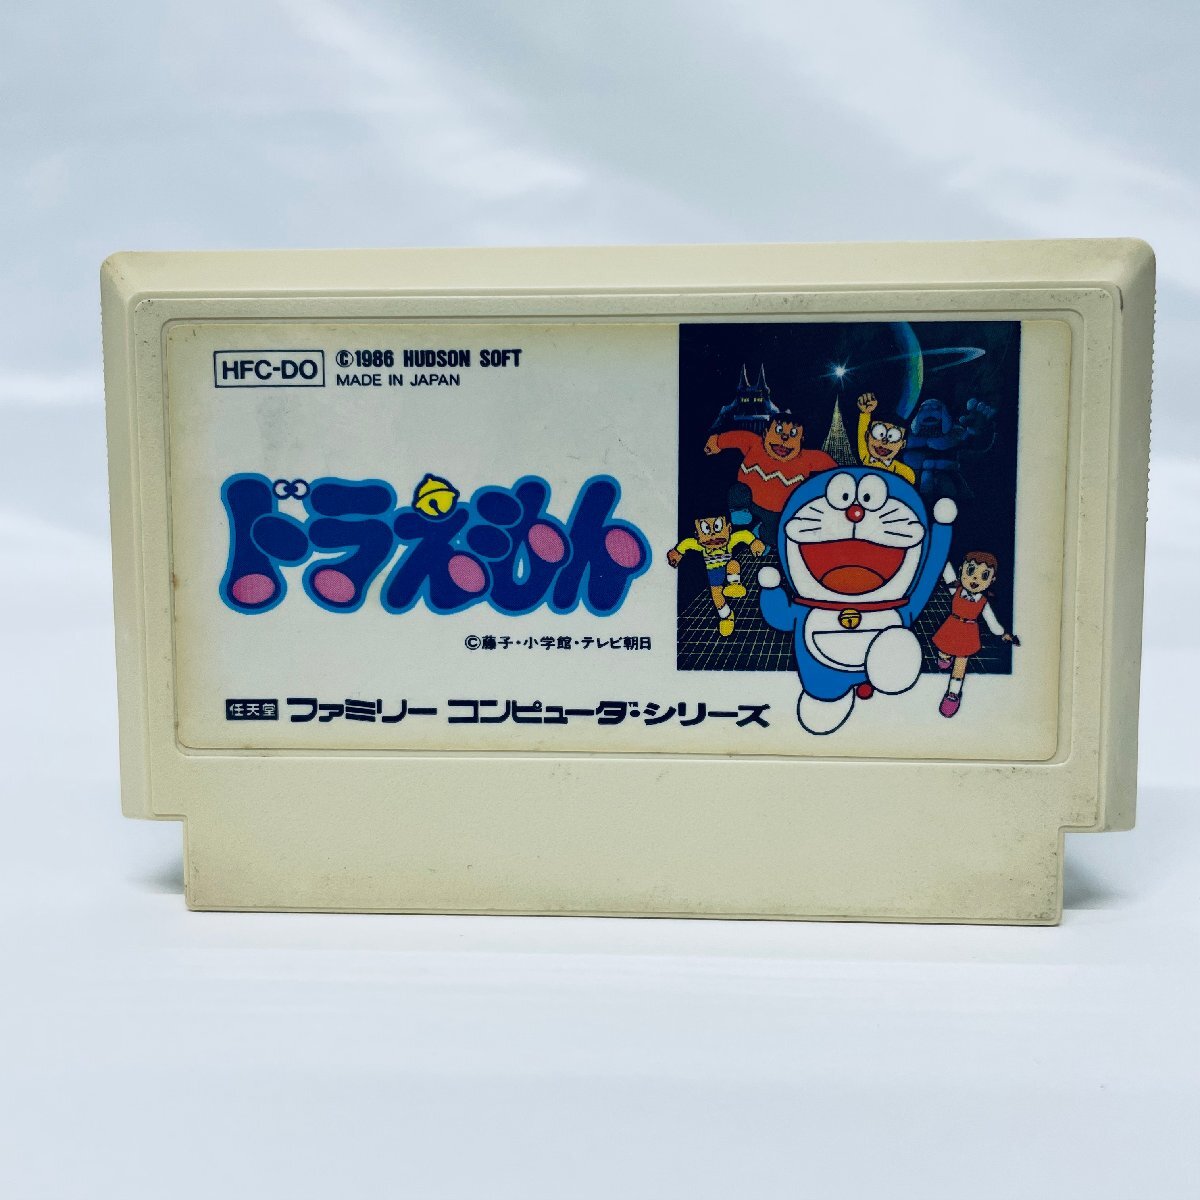 HFC-DO
©1986 HUDSON SOFT
MADE IN JAPAN
ドラえもん
©藤子・小学館・テレビ朝日
任天堂 ファミリー コンピュータ™・シリーズ